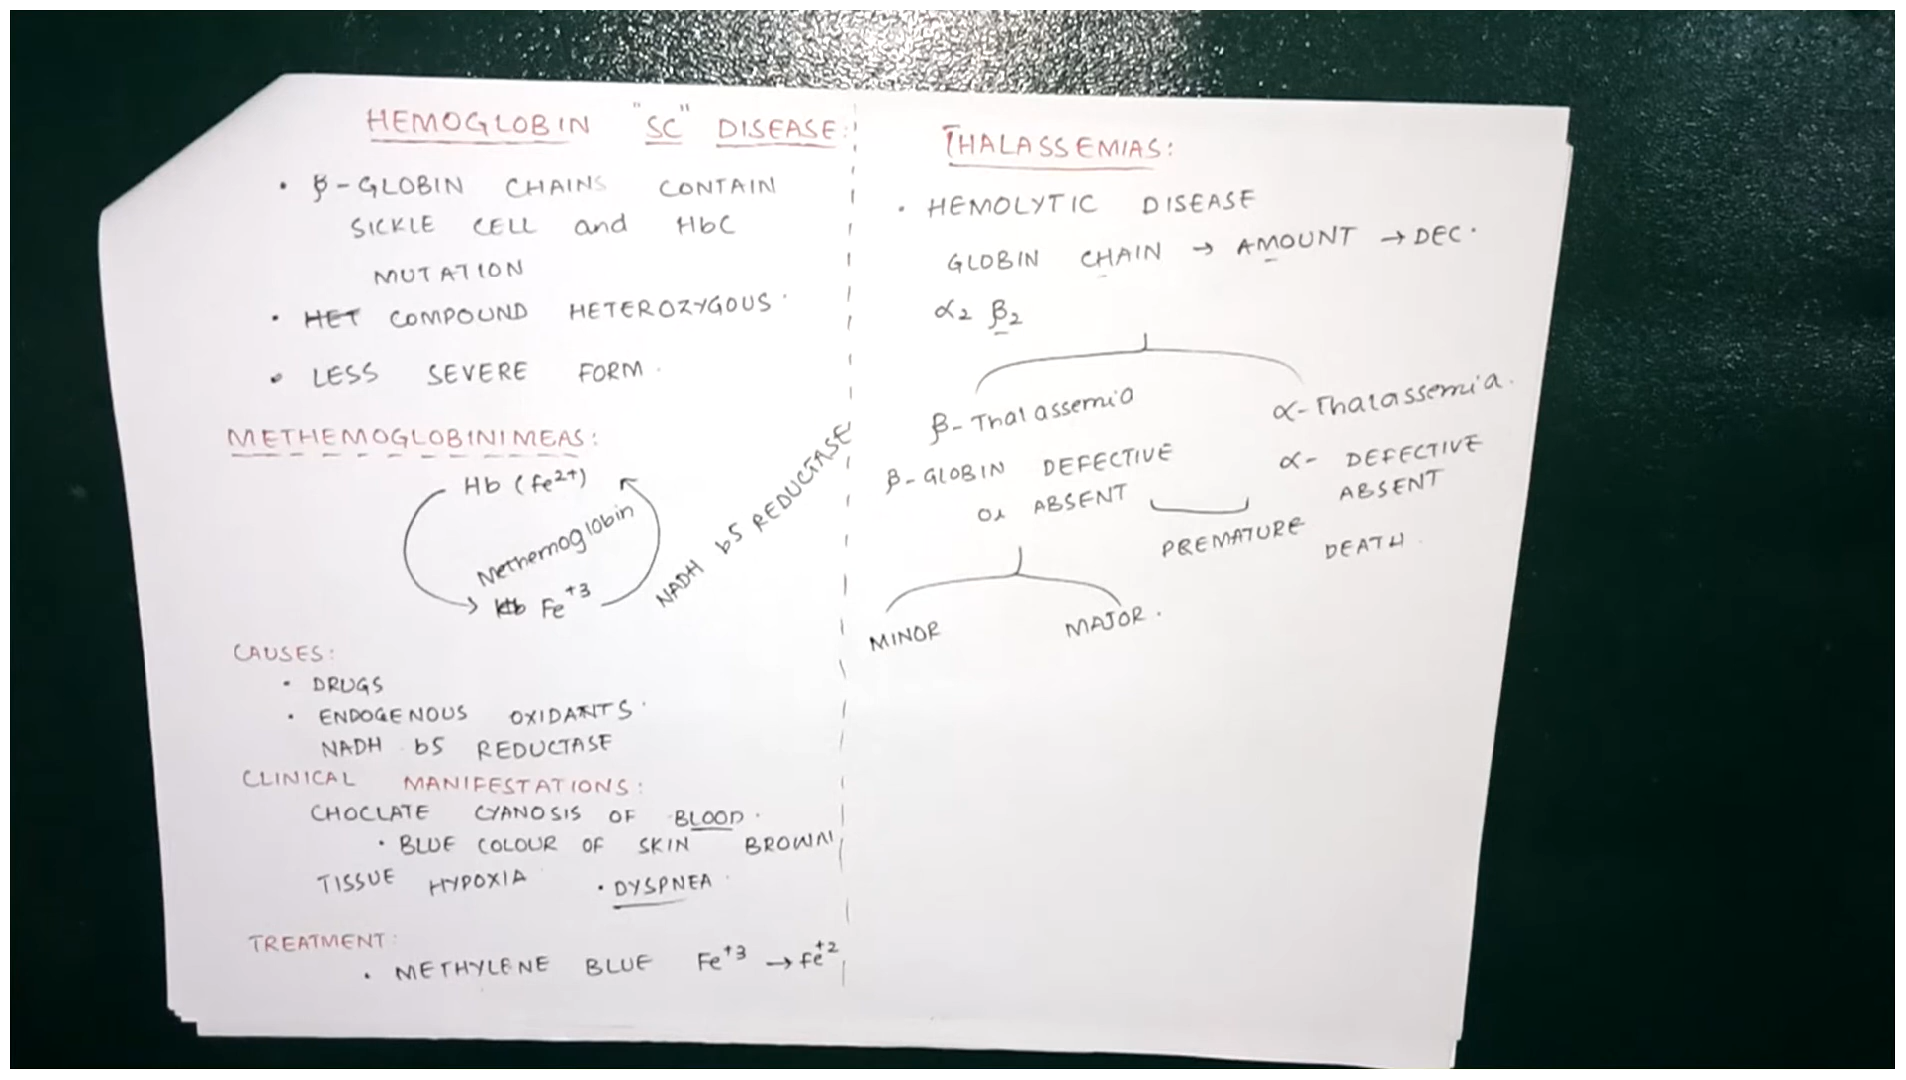 HEMOGLOBIN "SC" DISEASE:
• β-GLOBIN CHAINS CONTAIN
SICKLE CELL and HbC
MUTATION
• HET COMPOUND HETEROZYGOUS.
• LESS SEVERE FORM.
METHEMOGLOBINIMEAS:
Hb (Fe2+)
Methemoglobin
Hb Fe+3
NADH b5 REDUCTASE
CAUSES:
• DRUGS
• ENDOGENOUS OXIDANTS.
NADH b5 REDUCTASE
CLINICAL MANIFESTATIONS:
CHOCLATE CYANOSIS OF BLOOD.
• BLUE COLOUR OF SKIN BROWN
TISSUE HYPOXIA • DYSPNEA.
TREATMENT:
• METHYLENE BLUE Fe+3 → fe+2
THALASSEMIAS:
• HEMOLYTIC DISEASE
GLOBIN CHAIN → AMOUNT → DEC.
α2 β2
β-Thalassemia
β-GLOBIN DEFECTIVE
Or ABSENT
α-Thalassemia.
α- DEFECTIVE
ABSENT
PREMATURE
DEATH.
MINOR
MAJOR.